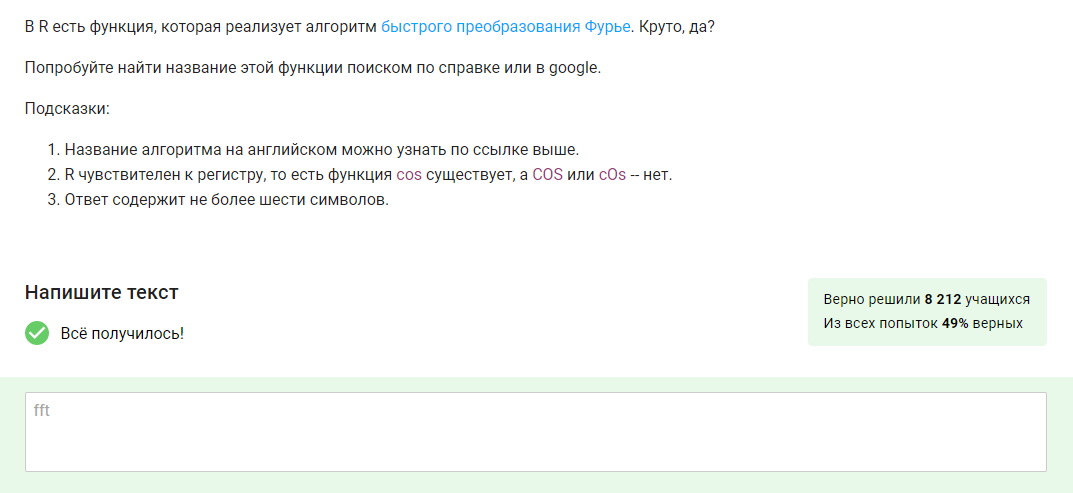 В R есть функция, которая реализует алгоритм быстрого преобразования Фурье. Круто, да?
Попробуйте найти название этой функции поиском по справке или в google.
Подсказки:
1. Название алгоритма на английском можно узнать по ссылке выше.
2. R чувствителен к регистру, то есть функция cos существует, а COS или cOs -- нет.
3. Ответ содержит не более шести символов.
Напишите текст
Верно решили 8 212 учащихся
Из всех попыток 49% верных
Всё получилось!
fft